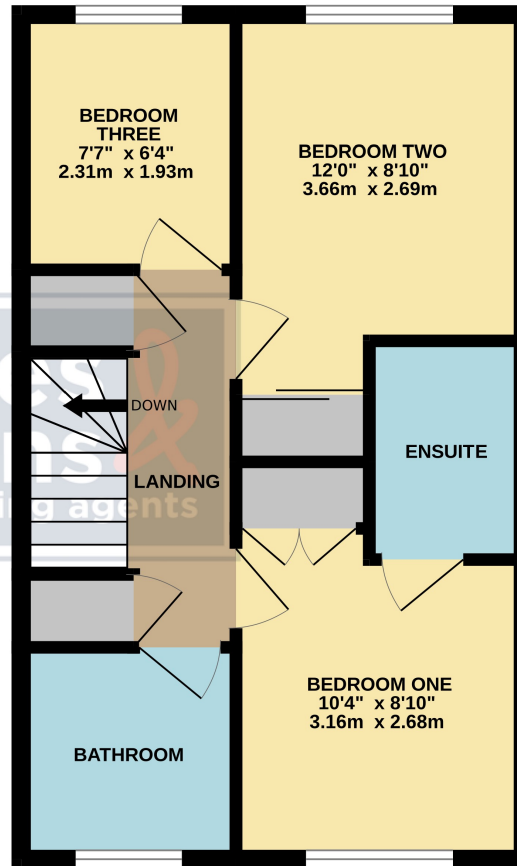 BEDROOM
THREE
7'7" x 6'4"
2.31m x 1.93m
BEDROOM TWO
12'0" x 8'10"
3.66m x 2.69m
DOWN
ENSUITE
LANDING
agents
BEDROOM ONE
10'4" x 8'10"
3.16m x 2.68m
BATHROOM